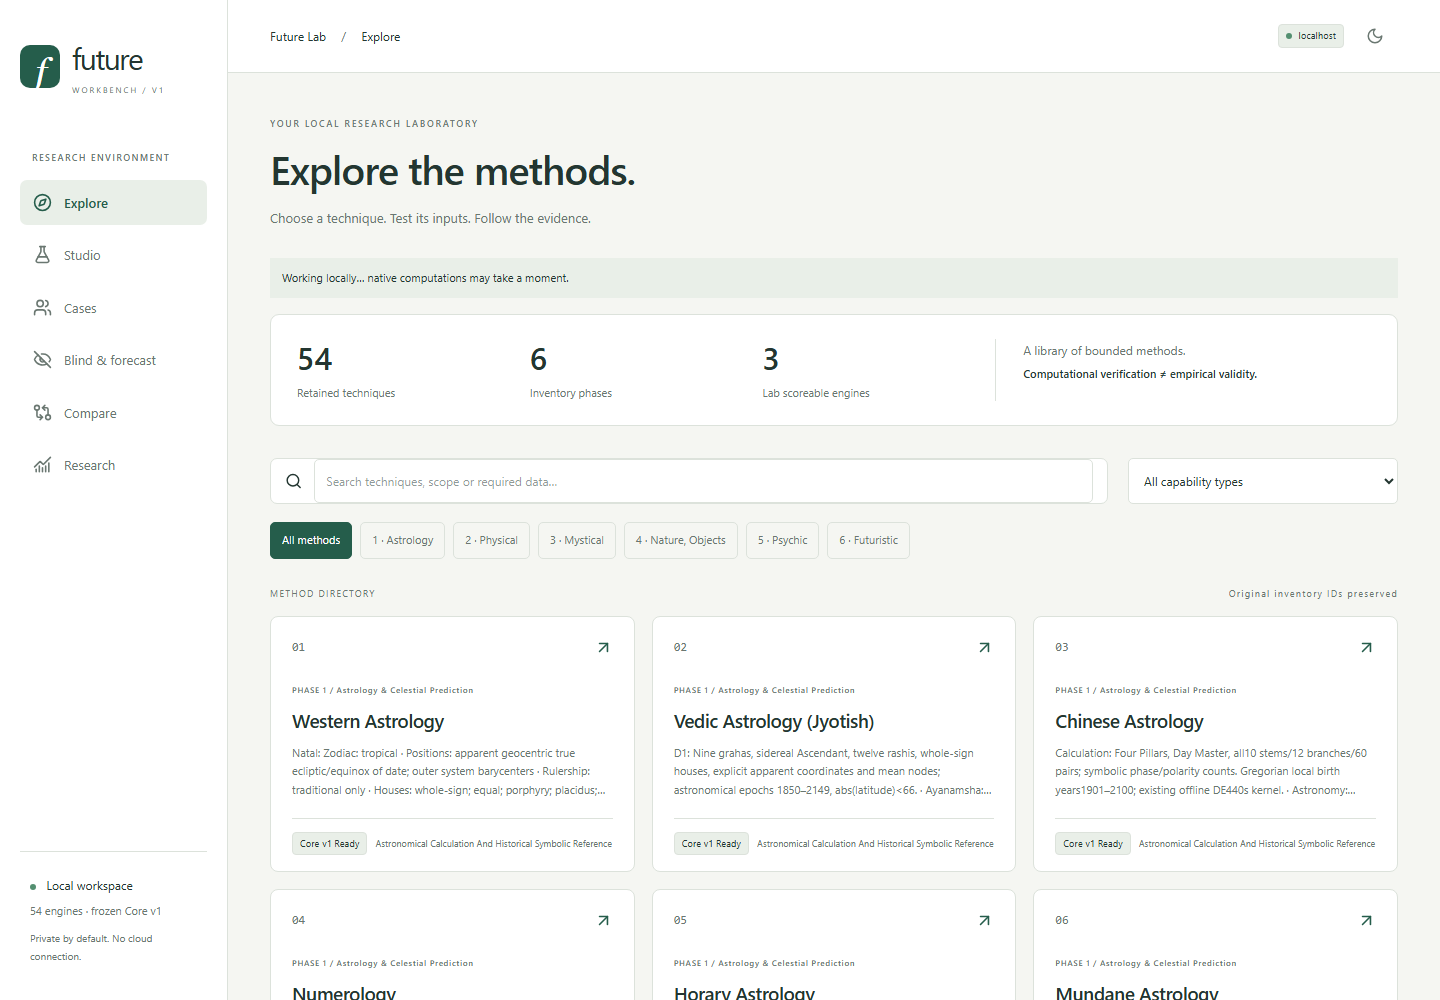 f
future
WORKBENCH / V1
RESEARCH ENVIRONMENT
Explore
Studio
Cases
Blind & forecast
Compare
Research
Local workspace
54 engines · frozen Core v1
Private by default. No cloud
connection.
Future Lab / Explore
localhost
YOUR LOCAL RESEARCH LABORATORY
Explore the methods.
Choose a technique. Test its inputs. Follow the evidence.
Working locally... native computations may take a moment.
54
Retained techniques
6
Inventory phases
3
Lab scoreable engines
A library of bounded methods.
Computational verification ≠ empirical validity.
Search techniques, scope or required data...
All capability types
All methods
1 · Astrology
2 · Physical
3 · Mystical
4 · Nature, Objects
5 · Psychic
6 · Futuristic
METHOD DIRECTORY
Original inventory IDs preserved
01
PHASE 1 / Astrology & Celestial Prediction
Western Astrology
Natal: Zodiac: tropical · Positions: apparent geocentric true
ecliptic/equinox of date; outer system barycenters · Rulership:
traditional only · Houses: whole-sign; equal; porphyry; placidus;...
Core v1 Ready
Astronomical Calculation And Historical Symbolic Reference
02
PHASE 1 / Astrology & Celestial Prediction
Vedic Astrology (Jyotish)
D1: Nine grahas, sidereal Ascendant, twelve rashis, whole-sign
houses, explicit apparent coordinates and mean nodes;
astronomical epochs 1850–2149, abs(latitude)<66. · Ayanamsha:...
Core v1 Ready
Astronomical Calculation And Historical Symbolic Reference
03
PHASE 1 / Astrology & Celestial Prediction
Chinese Astrology
Calculation: Four Pillars, Day Master, all10 stems/12 branches/60
pairs; symbolic phase/polarity counts. Gregorian local birth
years1901–2100; existing offline DE440s kernel. · Astronomy:...
Core v1 Ready
Astronomical Calculation And Historical Symbolic Reference
04
PHASE 1 / Astrology & Celestial Prediction
Numerology
05
PHASE 1 / Astrology & Celestial Prediction
Horary Astrology
06
PHASE 1 / Astrology & Celestial Prediction
Mundane Astrology